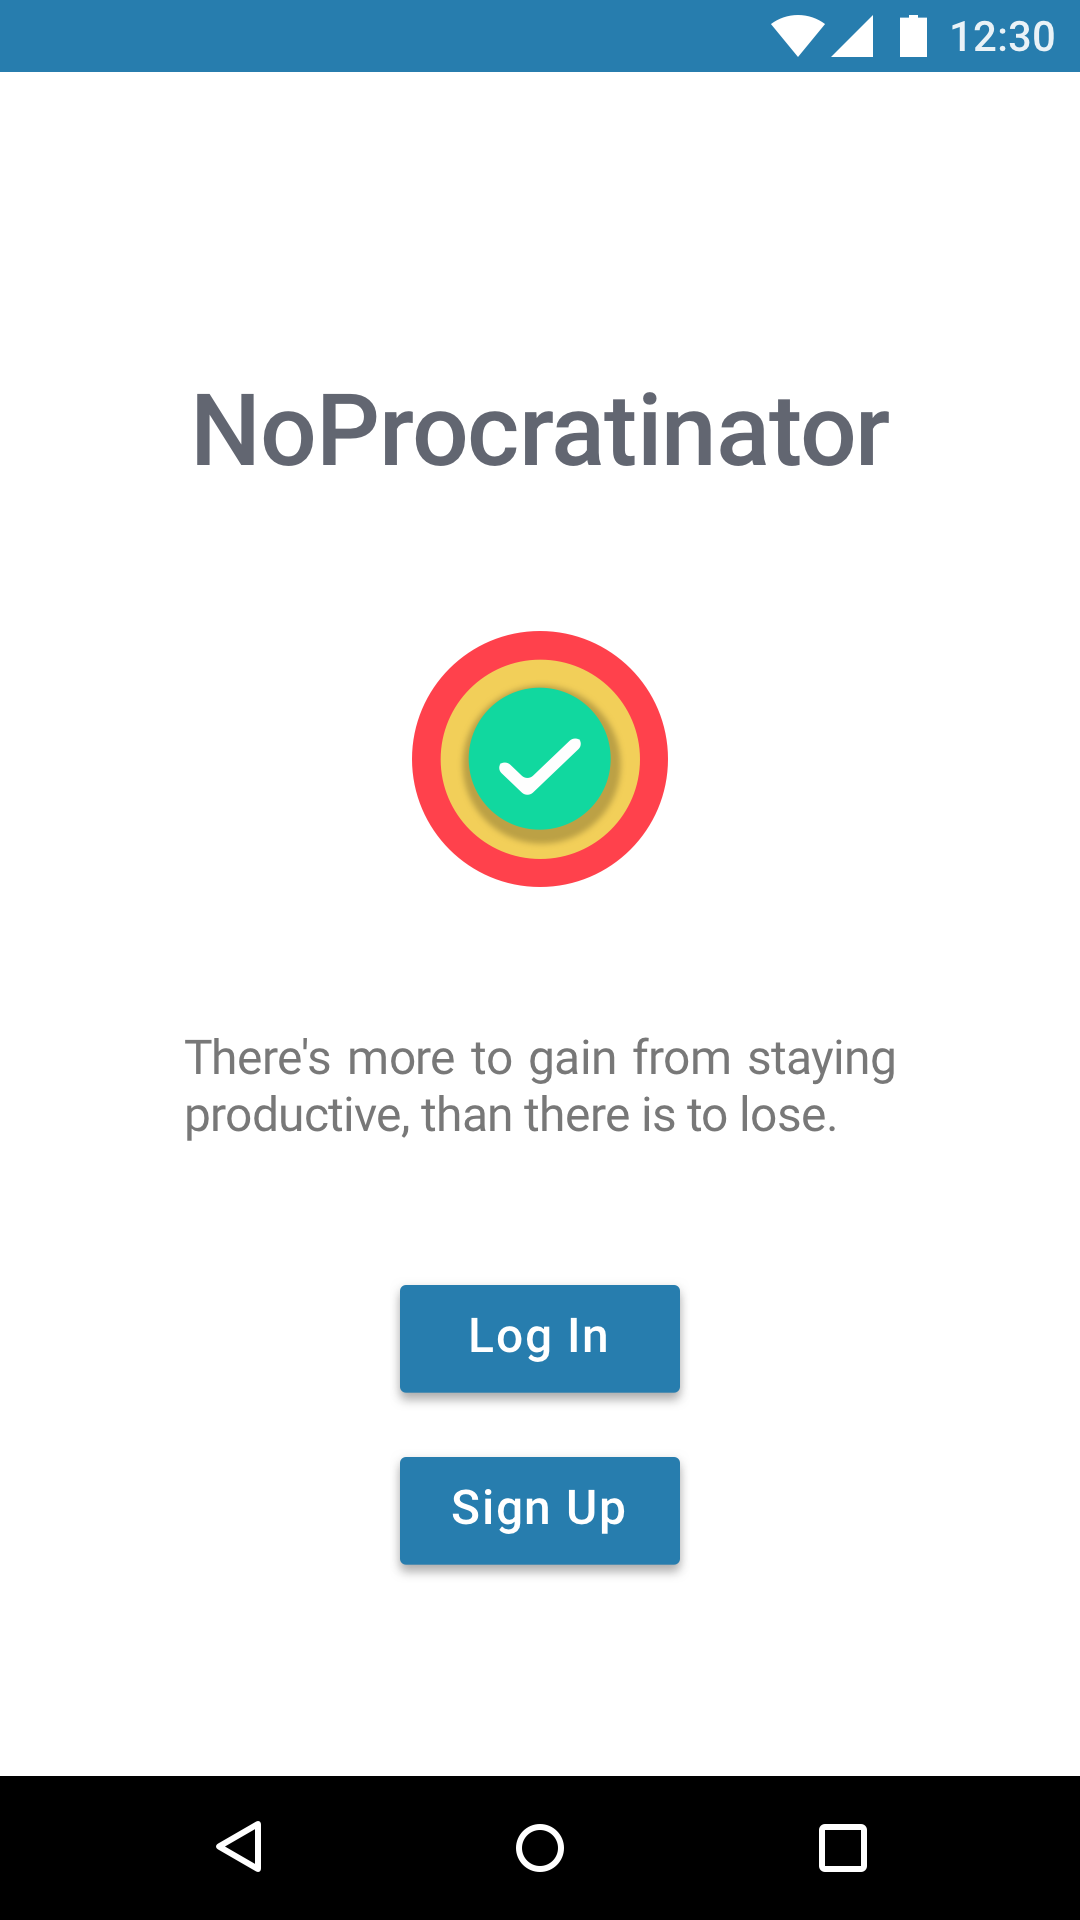 12:30
NoProcratinator
There's more to gain from staying
productive, than there is to lose.
Log In
Sign Up